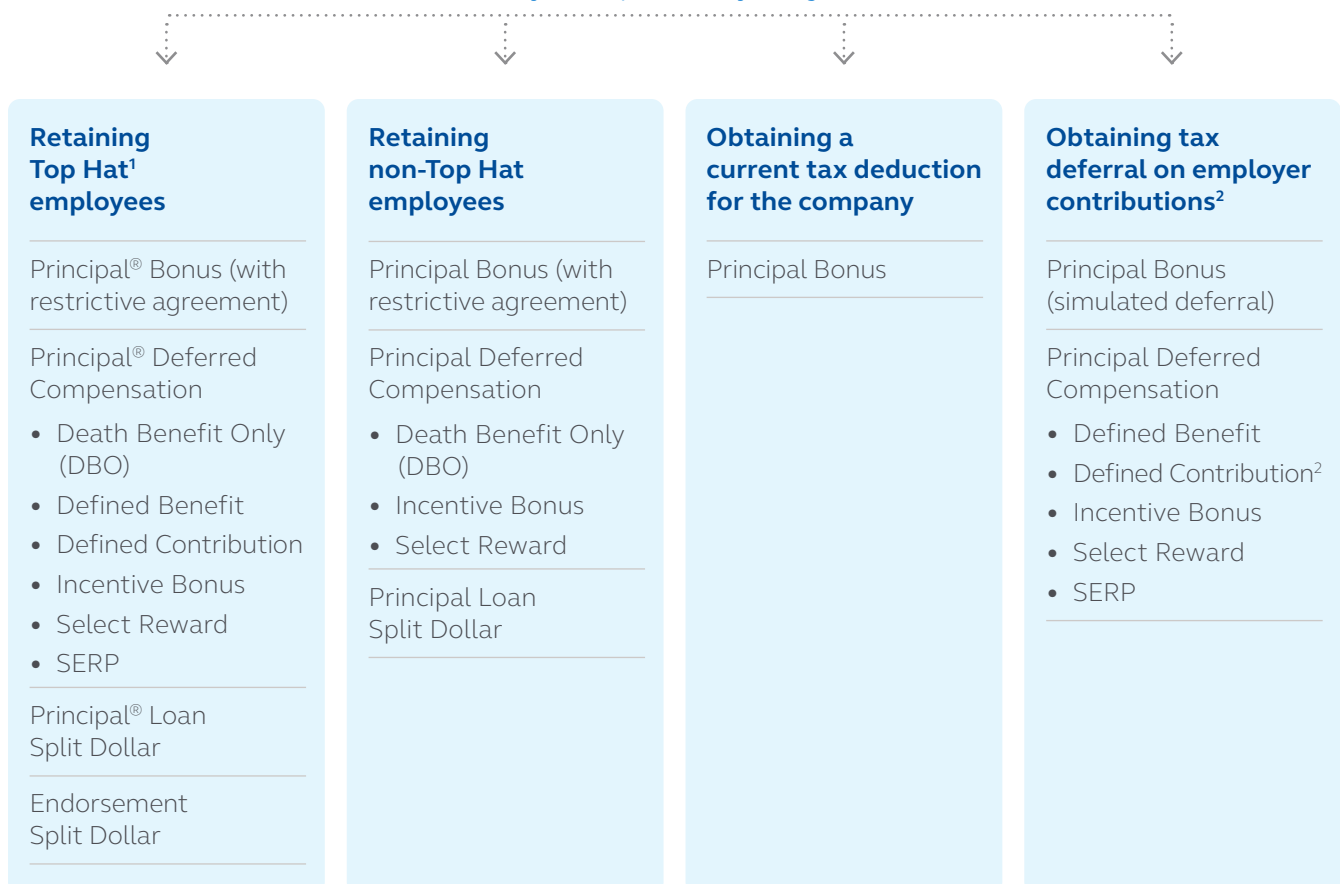 Retaining
Top Hat¹
employees
Principal® Bonus (with
restrictive agreement)
Principal® Deferred
Compensation
• Death Benefit Only
(DBO)
• Defined Benefit
• Defined Contribution
• Incentive Bonus
• Select Reward
• SERP
Principal® Loan
Split Dollar
Endorsement
Split Dollar
Retaining
non-Top Hat
employees
Principal Bonus (with
restrictive agreement)
Principal Deferred
Compensation
• Death Benefit Only
(DBO)
• Incentive Bonus
• Select Reward
Principal Loan
Split Dollar
Obtaining a
current tax deduction
for the company
Principal Bonus
Obtaining tax
deferral on employer
contributions²
Principal Bonus
(simulated deferral)
Principal Deferred
Compensation
• Defined Benefit
• Defined Contribution²
• Incentive Bonus
• Select Reward
• SERP